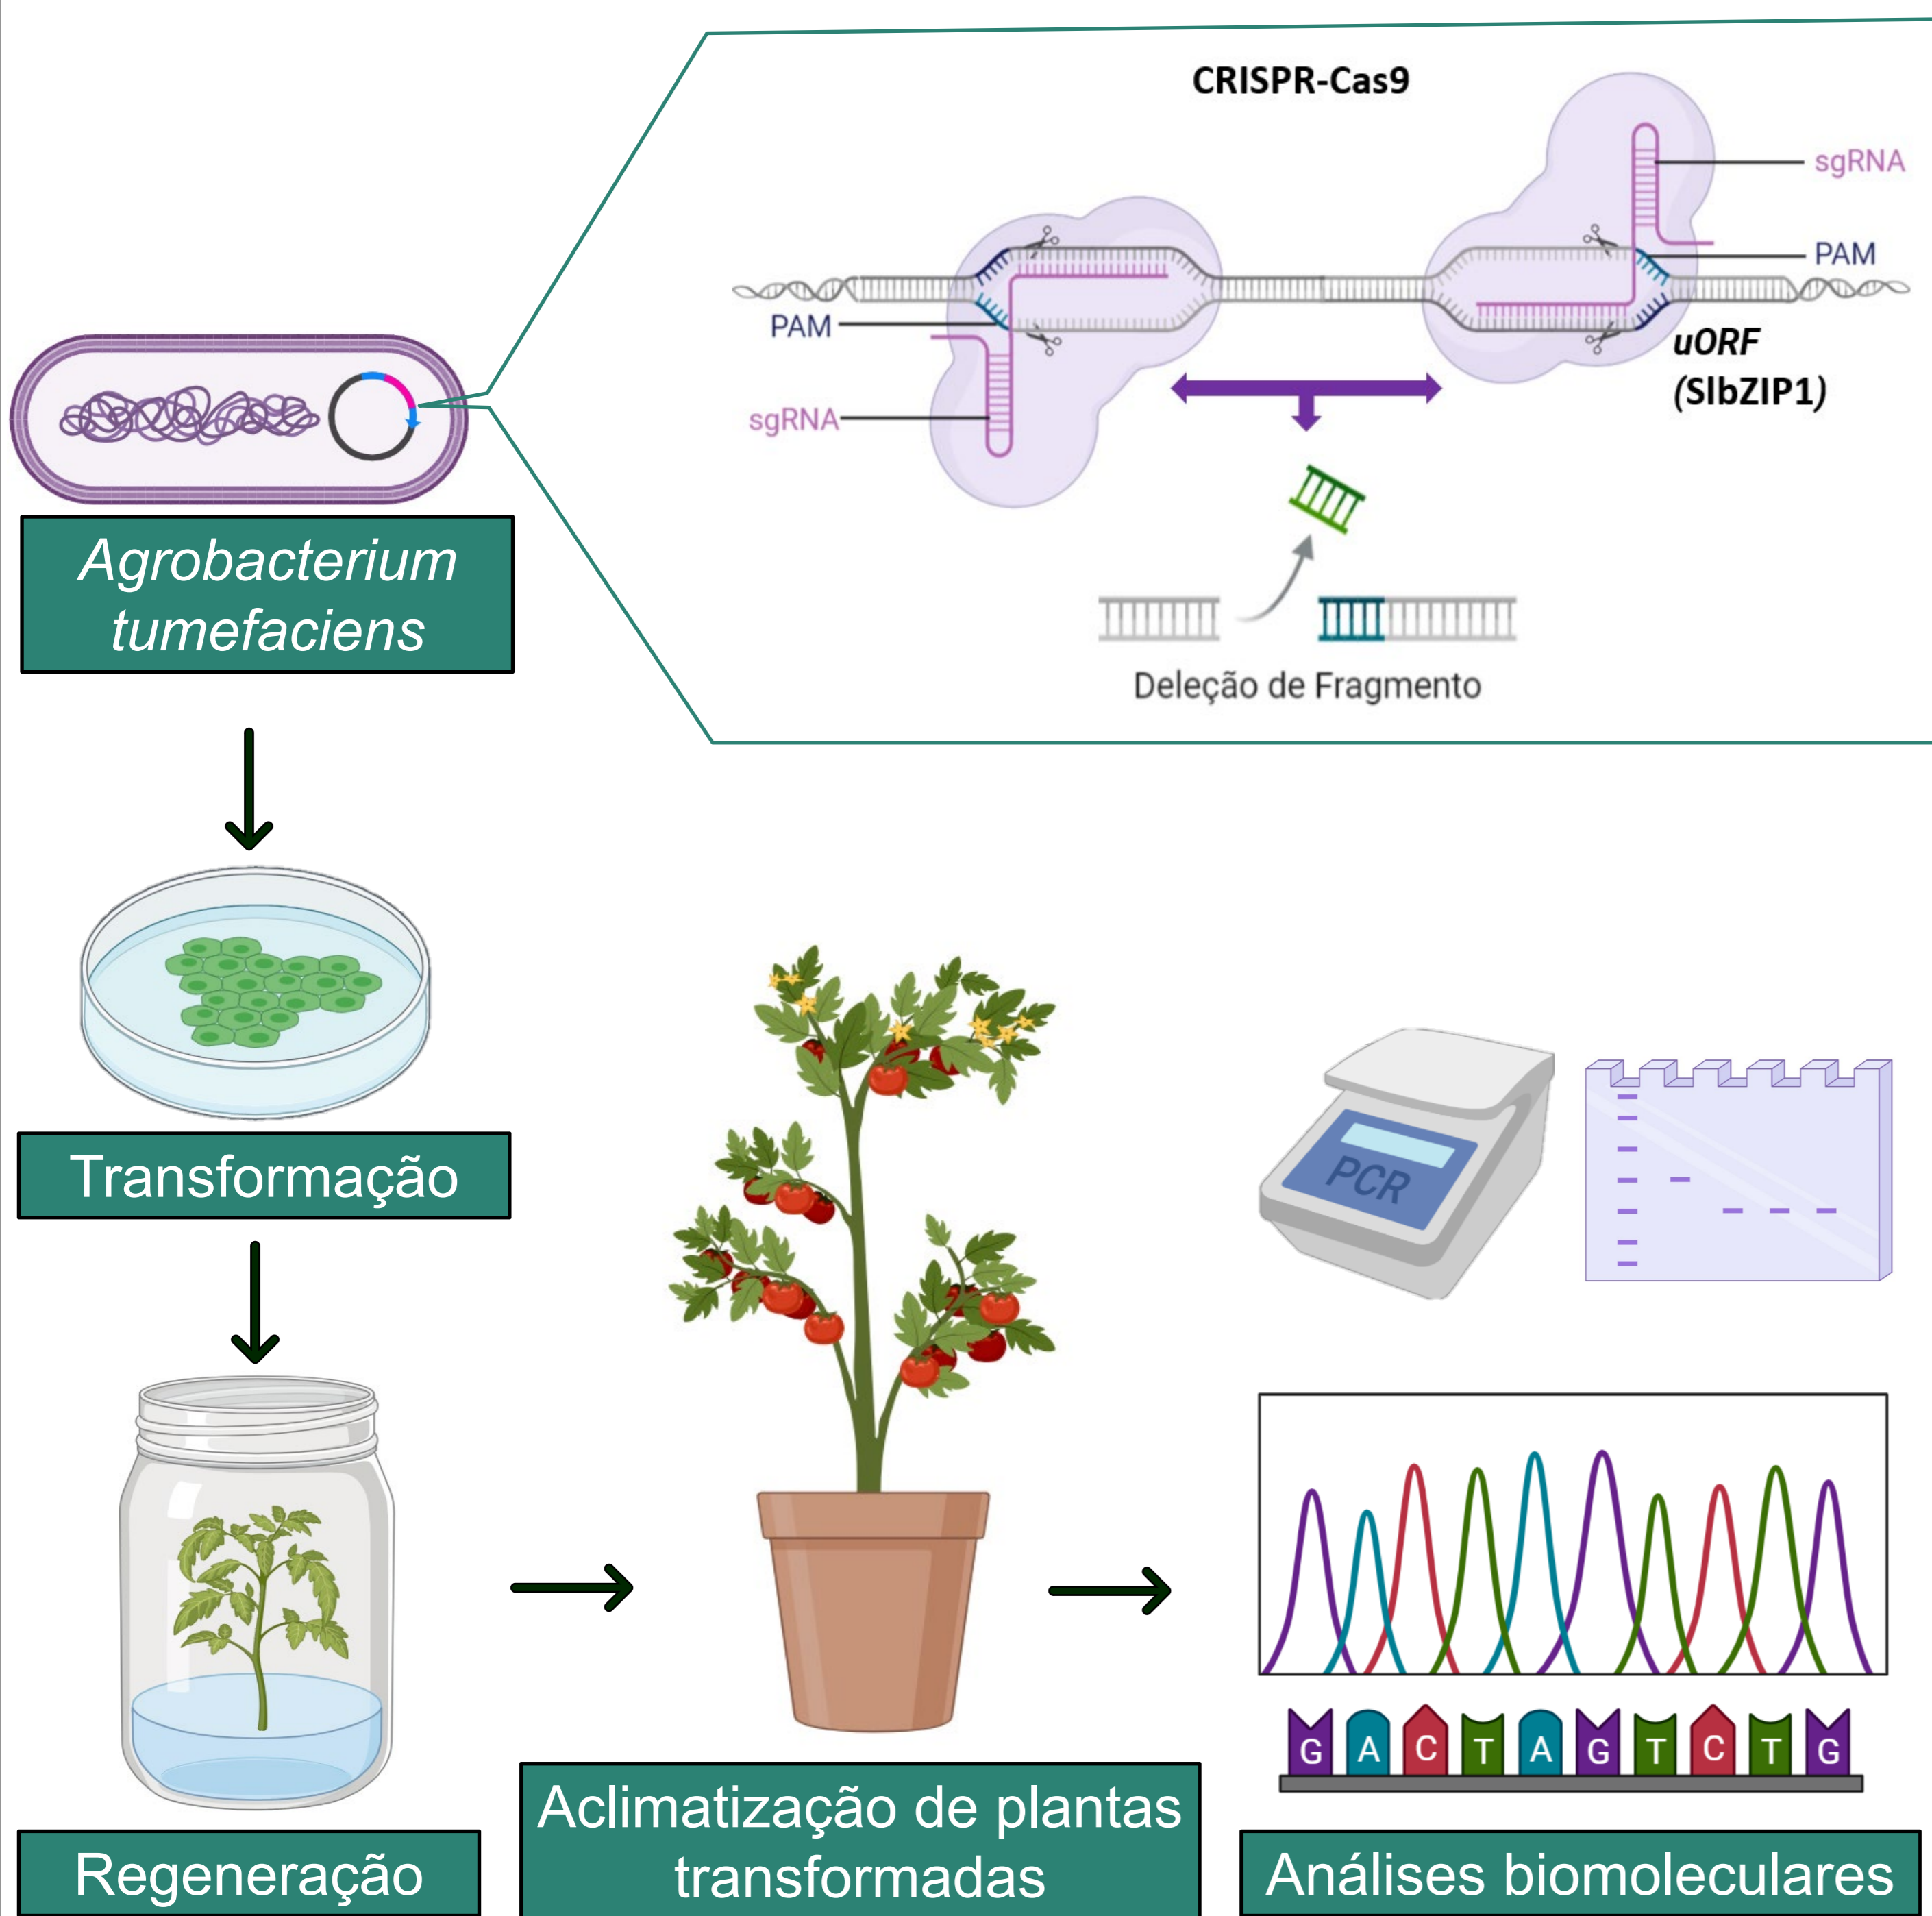 CRISPR-Cas9
sgRNA
PAM
PAM
uORF
(SlbZIP1)
sgRNA
Deleção de Fragmento
Agrobacterium
tumefaciens
Transformação
PCR
G A C T A G T C T G
Regeneração
Aclimatização de plantas
transformadas
Análises biomoleculares